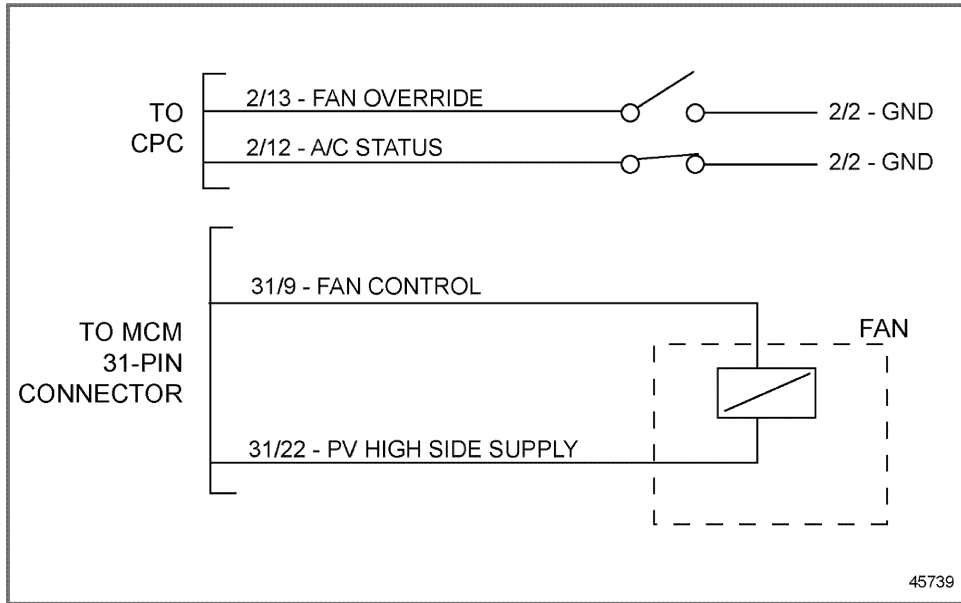 2/13 - FAN OVERRIDE
2/2 - GND
TO
CPC
2/12 - A/C STATUS
2/2 - GND
31/9 - FAN CONTROL
TO MCM
31-PIN
CONNECTOR
FAN
31/22 - PV HIGH SIDE SUPPLY
45739